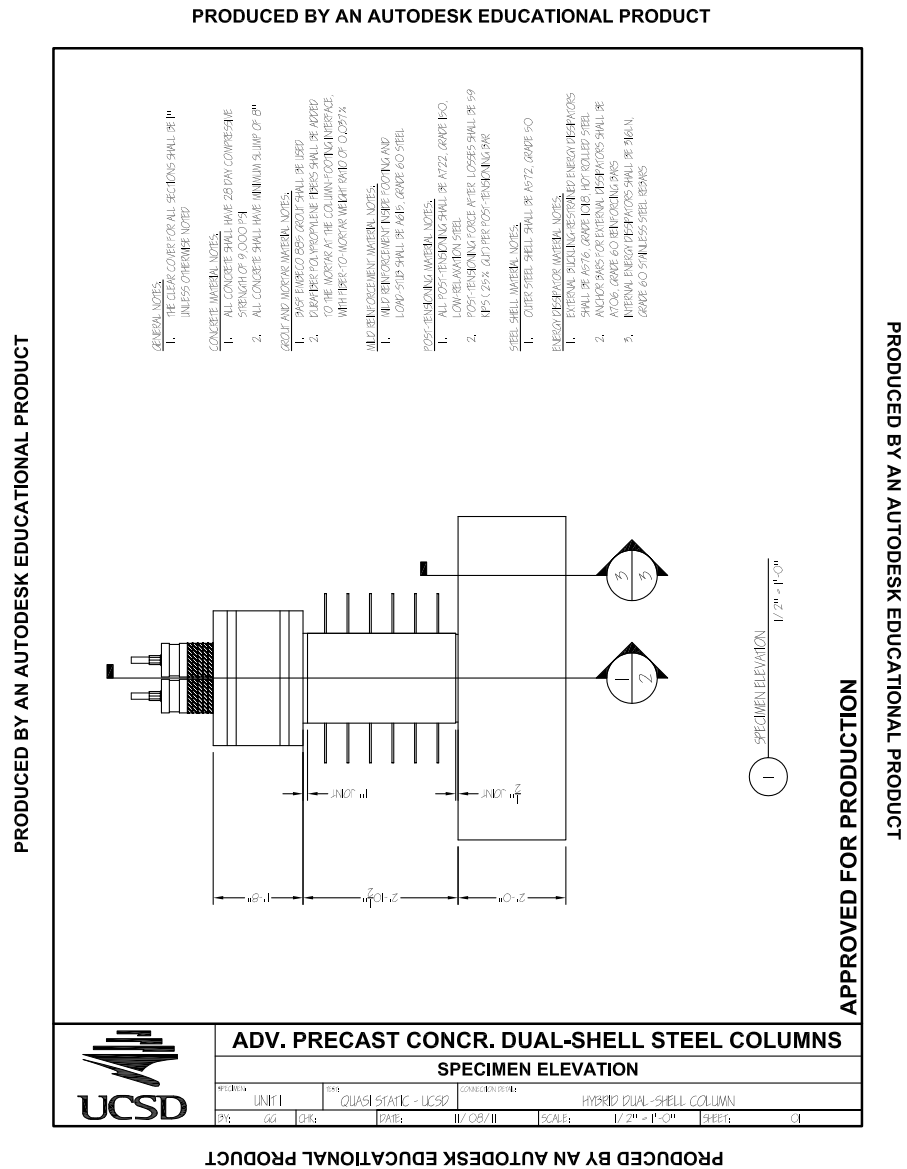 PRODUCED BY AN AUTODESK EDUCATIONAL PRODUCT
PRODUCED BY AN AUTODESK EDUCATIONAL PRODUCT
GENERAL NOTES:
1. THE CLEAR COVER FOR ALL SECTIONS SHALL BE 1"
UNLESS OTHERWISE NOTED
CONCRETE MATERIAL NOTES:
1. ALL CONCRETE SHALL HAVE 28 DAY COMPRESSIVE
STRENGTH OF 9,000 PSI
2. ALL CONCRETE SHALL HAVE MINIMUM SLUMP OF 8"
GROUT AND MORTAR MATERIAL NOTES:
1. BASF EMBECO 885 GROUT SHALL BE USED
2. DURAFIBER POLYPROPYLENE FIBERS SHALL BE ADDED
TO THE MORTAR AT THE COLUMN-FOOTING INTERFACE,
WITH FIBER-TO-MORTAR WEIGHT RATIO OF 0.037%
MILD REINFORCEMENT MATERIAL NOTES:
1. MILD REINFORCEMENT INSIDE FOOTING AND
LOAD-STUB SHALL BE A615, GRADE 60 STEEL
POST-TENSIONING MATERIAL NOTES:
1. ALL POST-TENSIONING SHALL BE A722, GRADE 150,
LOW-RELAXATION STEEL
2. POST-TENSIONING FORCE AFTER LOSSES SHALL BE 59
KIPS (25% GUTS) PER POST-TENSIONING BAR
STEEL SHELL MATERIAL NOTES:
1. OUTER STEEL SHELL SHALL BE A572, GRADE 50
ENERGY DISSIPATOR MATERIAL NOTES:
1. EXTERNAL BUCKLING-RESTRAINED ENERGY DISSIPATORS
SHALL BE A576, GRADE 1018, HOT ROLLED STEEL
2. ANCHOR BARS FOR EXTERNAL DISSIPATORS SHALL BE
A706, GRADE 60 REINFORCING BARS
3. INTERNAL ENERGY DISSIPATORS SHALL BE 316LN,
GRADE 60 STAINLESS STEEL REBARS
1
2
3
3
1" JOINT
1/2" JOINT
1'-8"
2'-10 1/2"
2'-0"
1
SPECIMEN ELEVATION
1/2" = 1'-0"
APPROVED FOR PRODUCTION
PRODUCED BY AN AUTODESK EDUCATIONAL PRODUCT
UCSD
ADV. PRECAST CONCR. DUAL-SHELL STEEL COLUMNS
SPECIMEN ELEVATION
SPECIMEN: UNIT 1 TEST: QUASI STATIC - UCSD CONNECTION DETAIL: HYBRID DUAL-SHELL COLUMN
BY: GG CHK: DATE: 11/08/11 SCALE: 1/2" = 1'-0" SHEET: 01
PRODUCED BY AN AUTODESK EDUCATIONAL PRODUCT